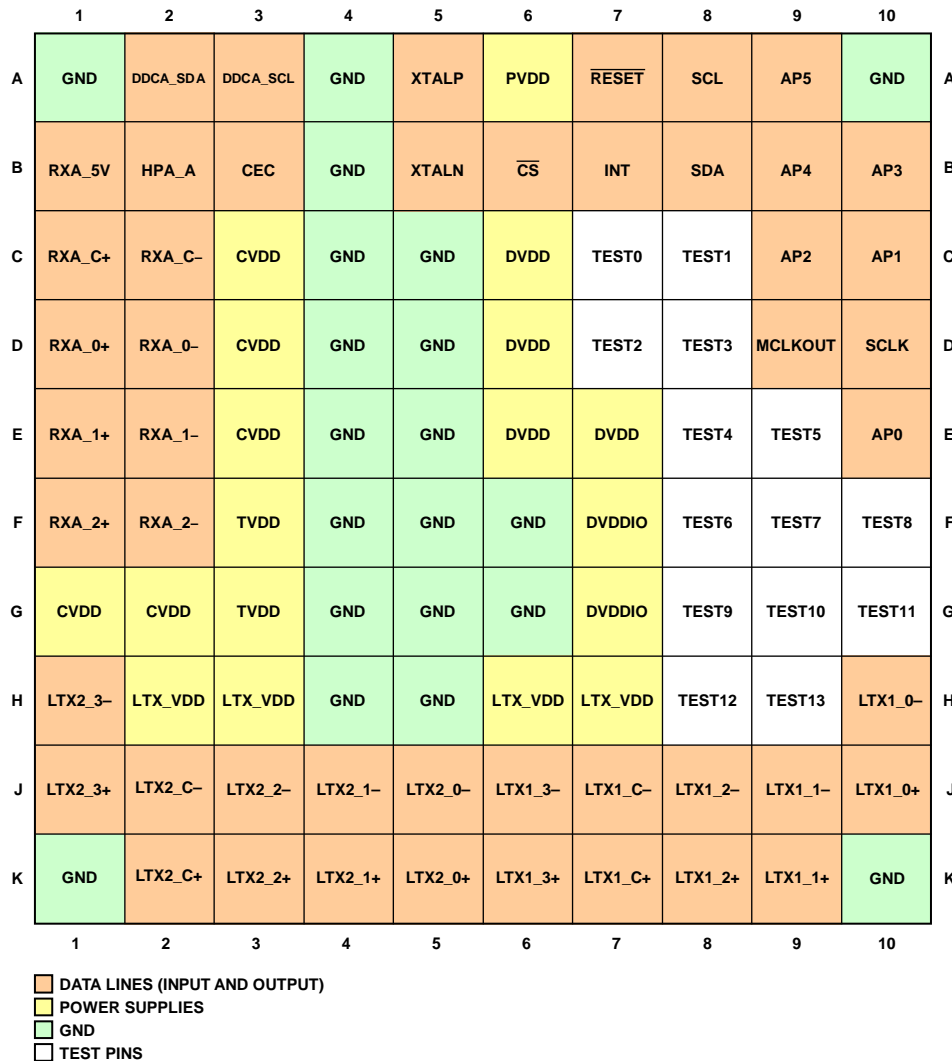 1 2 3 4 5 6 7 8 9 10
A GND DDCA_SDA DDCA_SCL GND XTALP PVDD RESET SCL AP5 GND A
B RXA_5V HPA_A CEC GND XTALN CS INT SDA AP4 AP3 B
C RXA_C+ RXA_C– CVDD GND GND DVDD TEST0 TEST1 AP2 AP1 C
D RXA_0+ RXA_0– CVDD GND GND DVDD TEST2 TEST3 MCLKOUT SCLK D
E RXA_1+ RXA_1– CVDD GND GND DVDD DVDD TEST4 TEST5 AP0 E
F RXA_2+ RXA_2– TVDD GND GND GND DVDDIO TEST6 TEST7 TEST8 F
G CVDD CVDD TVDD GND GND GND DVDDIO TEST9 TEST10 TEST11 G
H LTX2_3– LTX_VDD LTX_VDD GND GND LTX_VDD LTX_VDD TEST12 TEST13 LTX1_0– H
J LTX2_3+ LTX2_C– LTX2_2– LTX2_1– LTX2_0– LTX1_3– LTX1_C– LTX1_2– LTX1_1– LTX1_0+ J
K GND LTX2_C+ LTX2_2+ LTX2_1+ LTX2_0+ LTX1_3+ LTX1_C+ LTX1_2+ LTX1_1+ GND K
1 2 3 4 5 6 7 8 9 10
DATA LINES (INPUT AND OUTPUT)
POWER SUPPLIES
GND
TEST PINS